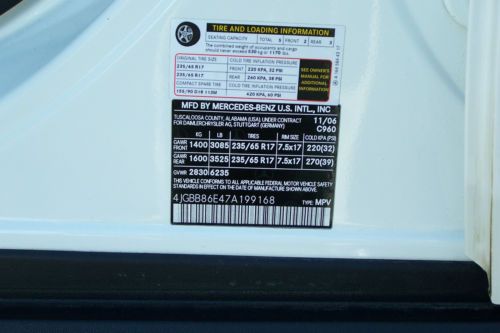 TIRE AND LOADING INFORMATION
SEATING CAPACITY TOTAL 5 FRONT 2 REAR 3
The combined weight of occupants and cargo
should never exceed 530 kg or 1170 lbs.
ORIGINAL TIRE SIZE COLD TIRE INFLATION PRESSURE
235/65 R17 FRONT 220 KPA, 32 PSI
235/65 R17 REAR 260 KPA, 38 PSI
COMPACT SPARE TIRE COLD TIRE INFLATION PRESSURE
155/90 D18 113M 420 KPA, 60 PSI
SEE OWNER'S
MANUAL FOR
ADDITIONAL
INFORMATION
MFD BY MERCEDES-BENZ U.S. INTL., INC
TUSCALOOSA COUNTY, ALABAMA (USA) UNDER CONTRACT 11/06
FOR DAIMLERCHRYSLER AG, STUTTGART (GERMANY) C960
KG LB TIRES RIM SIZE COLD KPA (PSI)
GAWR FRONT 1400 3085 235/65 R17 7.5x17 220(32)
GAWR REAR 1600 3525 235/65 R17 7.5x17 270(39)
GVWR 2830 6235
THIS VEHICLE CONFORMS TO ALL APPLICABLE FEDERAL MOTOR VEHICLE SAFETY
STANDARDS IN EFFECT ON THE DATE OF MANUFACTURE SHOWN ABOVE.
4JGBB86E47A199168 TYPE: MPV